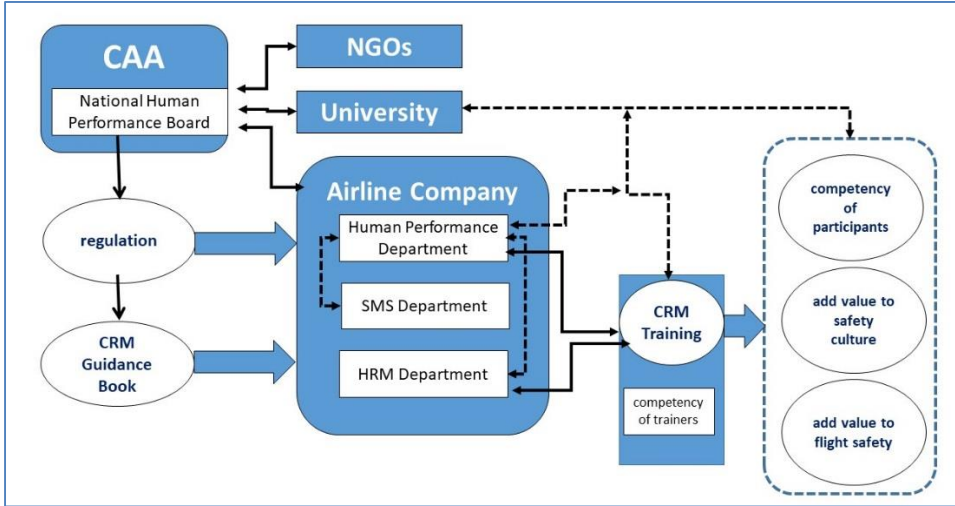 CAA
National Human
Performance Board
NGOs
University
Airline Company
Human Performance
Department
SMS Department
HRM Department
regulation
CRM
Guidance
Book
CRM
Training
competency
of trainers
competency
of
participants
add value to
safety
culture
add value to
flight safety